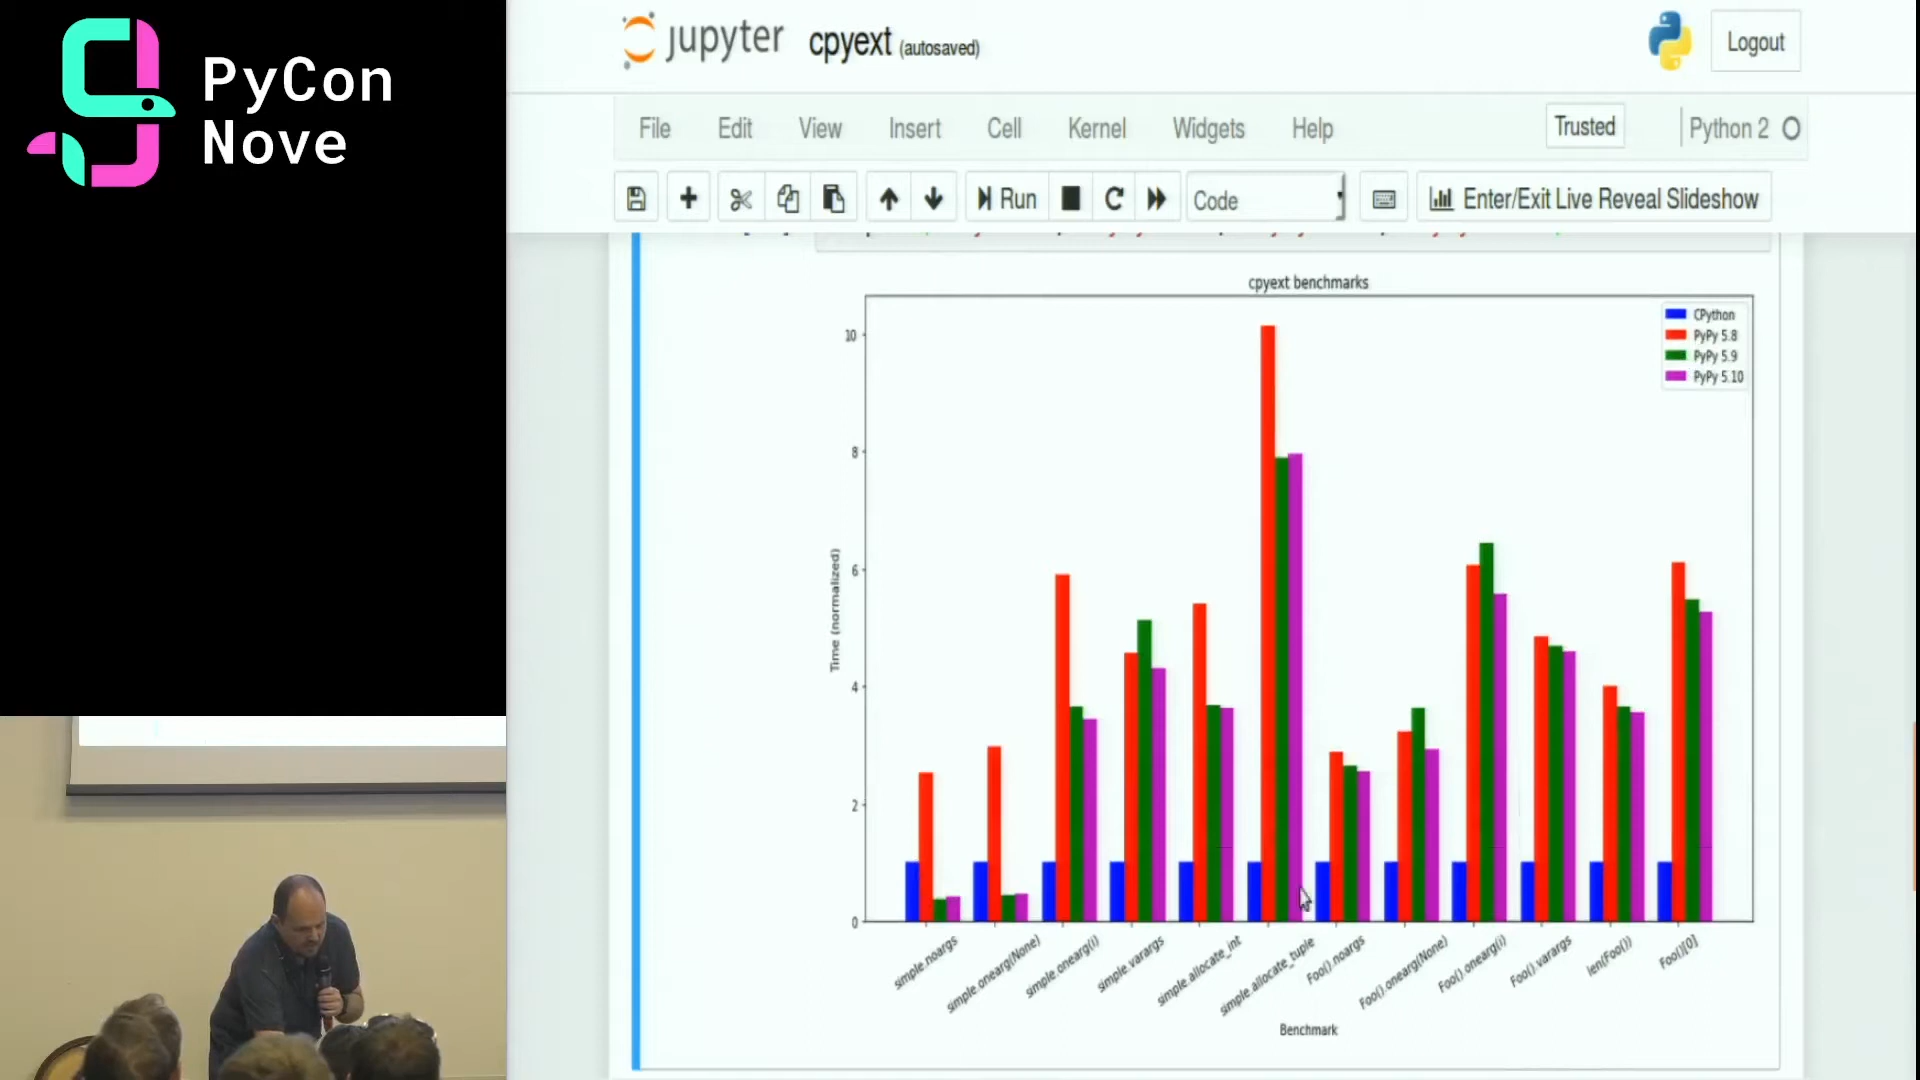 PyCon
Nove
jupyter cpyext (autosaved)
Logout
File Edit View Insert Cell Kernel Widgets Help
Trusted
Python 2
Run
Code
Enter/Exit Live Reveal Slideshow
cpyext benchmarks
CPython
PyPy 5.8
PyPy 5.9
PyPy 5.10
10
8
6
4
2
0
Time (normalized)
simple.noargs
simple.onearg(None)
simple.onearg(i)
simple.varargs
simple.allocate_int
simple.allocate_tuple
Foo().noargs
Foo().onearg(None)
Foo().onearg(i)
Foo().varargs
len(Foo())
Foo()[0]
Benchmark